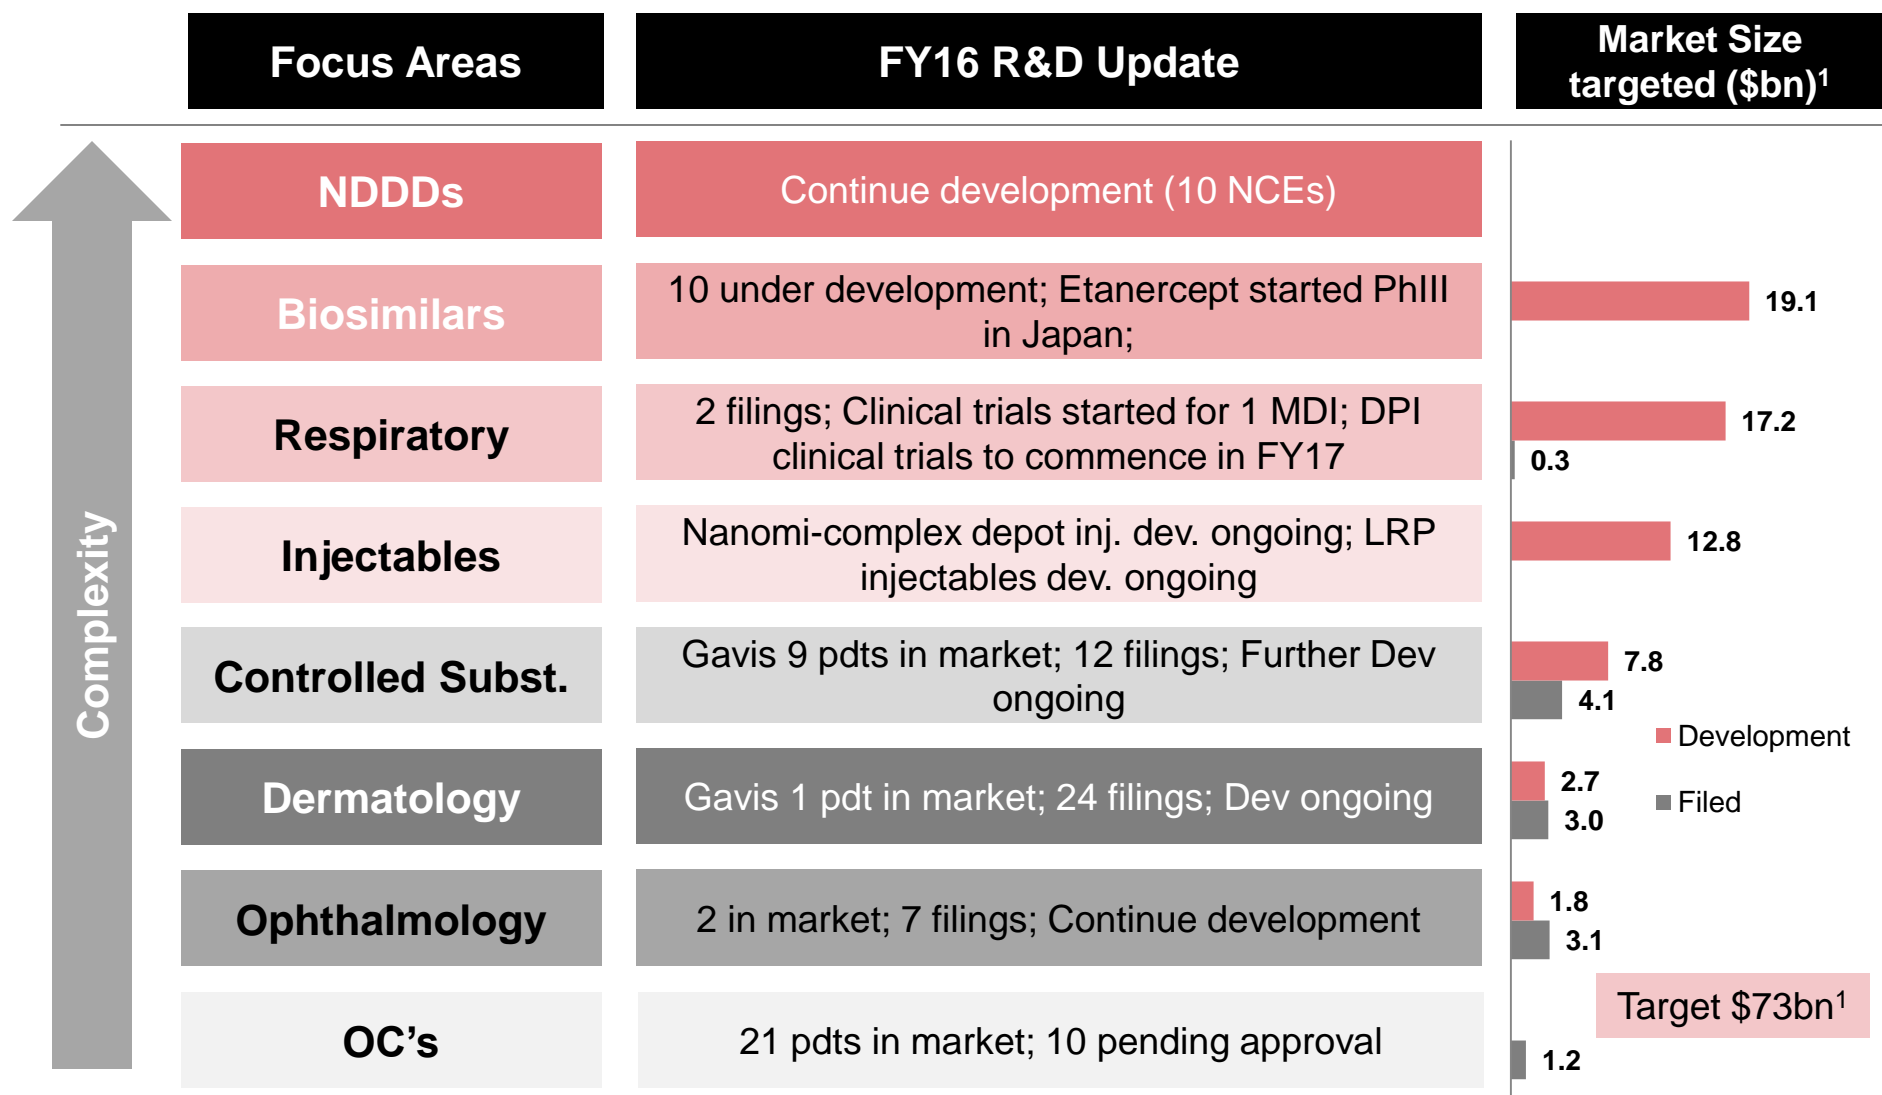 Focus Areas
FY16 R&D Update
Market Size
targeted ($bn)1
Complexity
NDDDs
Continue development (10 NCEs)
Biosimilars
10 under development; Etanercept started PhIII
in Japan;
19.1
Respiratory
2 filings; Clinical trials started for 1 MDI; DPI
clinical trials to commence in FY17
17.2
0.3
Injectables
Nanomi-complex depot inj. dev. ongoing; LRP
injectables dev. ongoing
12.8
Controlled Subst.
Gavis 9 pdts in market; 12 filings; Further Dev
ongoing
7.8
4.1
Development
Filed
Dermatology
Gavis 1 pdt in market; 24 filings; Dev ongoing
2.7
3.0
Ophthalmology
2 in market; 7 filings; Continue development
1.8
3.1
Target $73bn1
OC’s
21 pdts in market; 10 pending approval
1.2